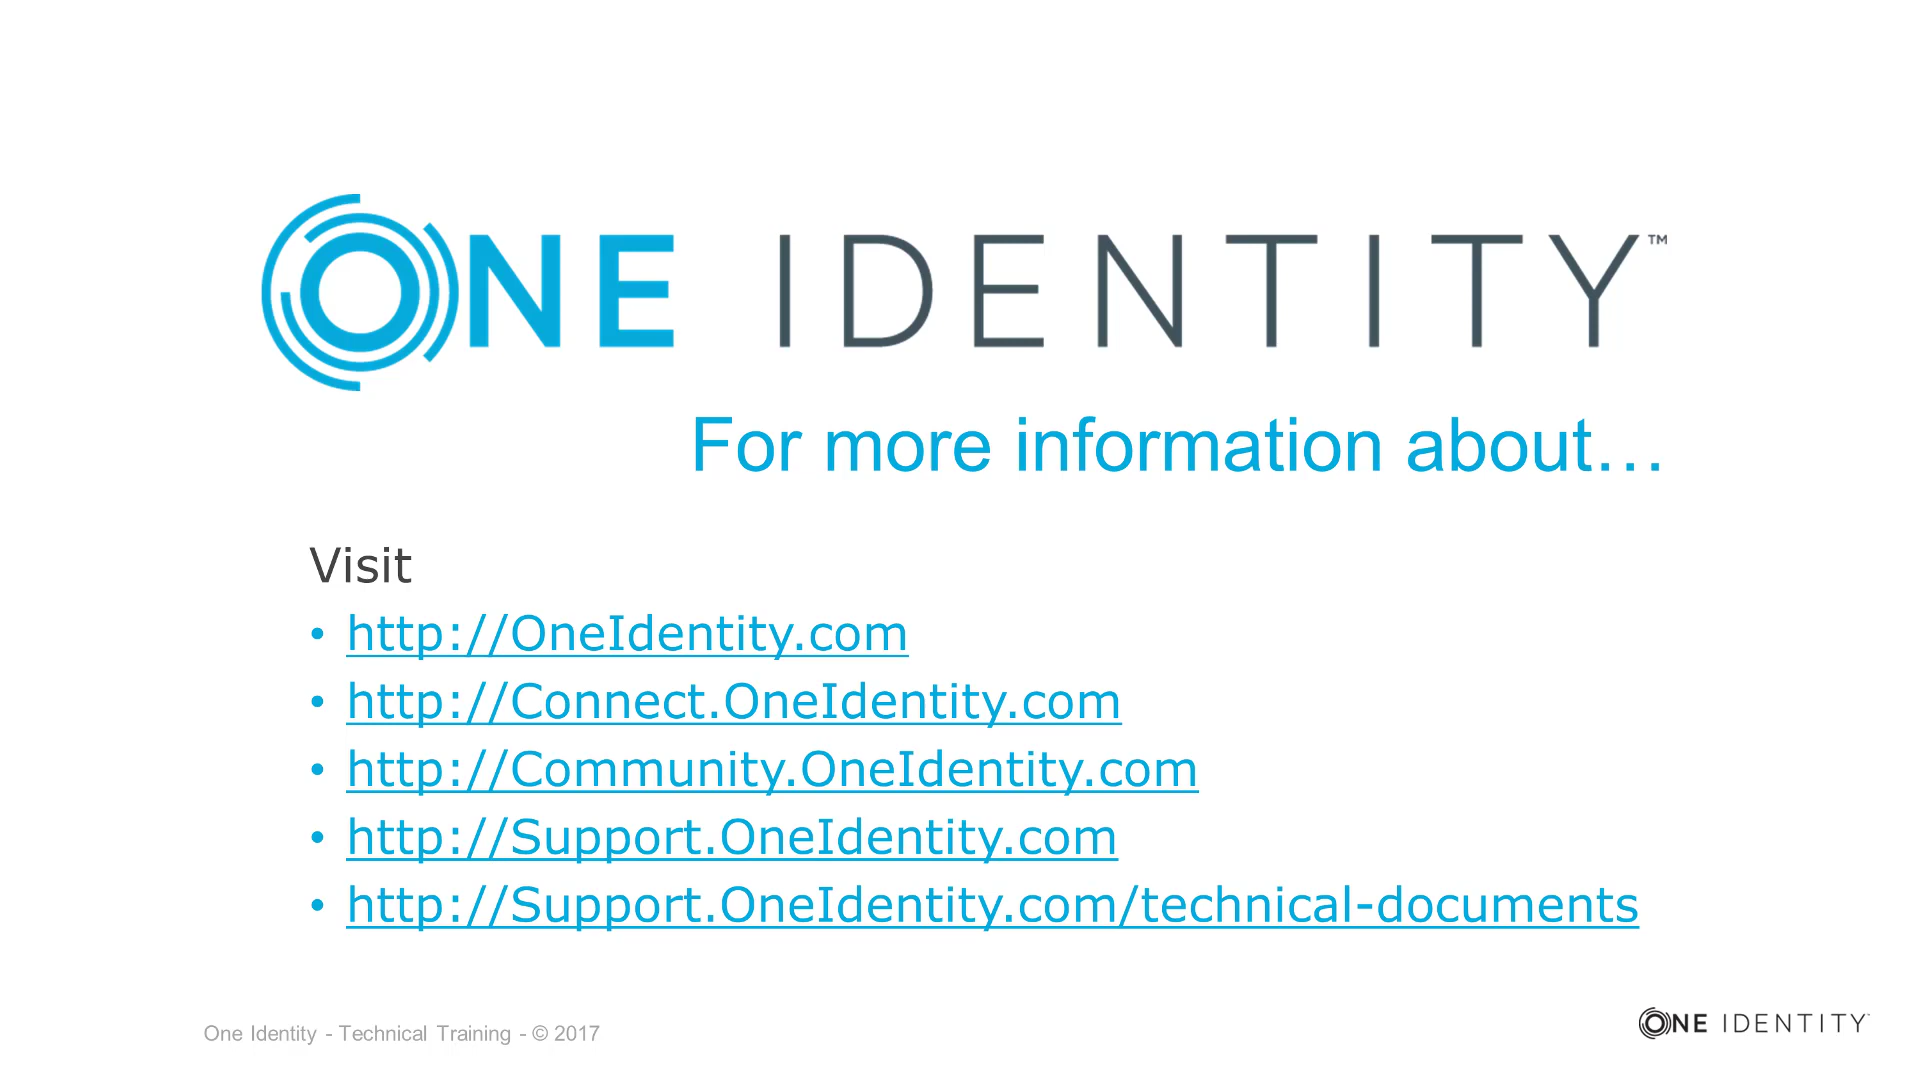 ONE IDENTITY™
For more information about…
Visit
• http://OneIdentity.com
• http://Connect.OneIdentity.com
• http://Community.OneIdentity.com
• http://Support.OneIdentity.com
• http://Support.OneIdentity.com/technical-documents
One Identity - Technical Training - © 2017
ONE IDENTITY